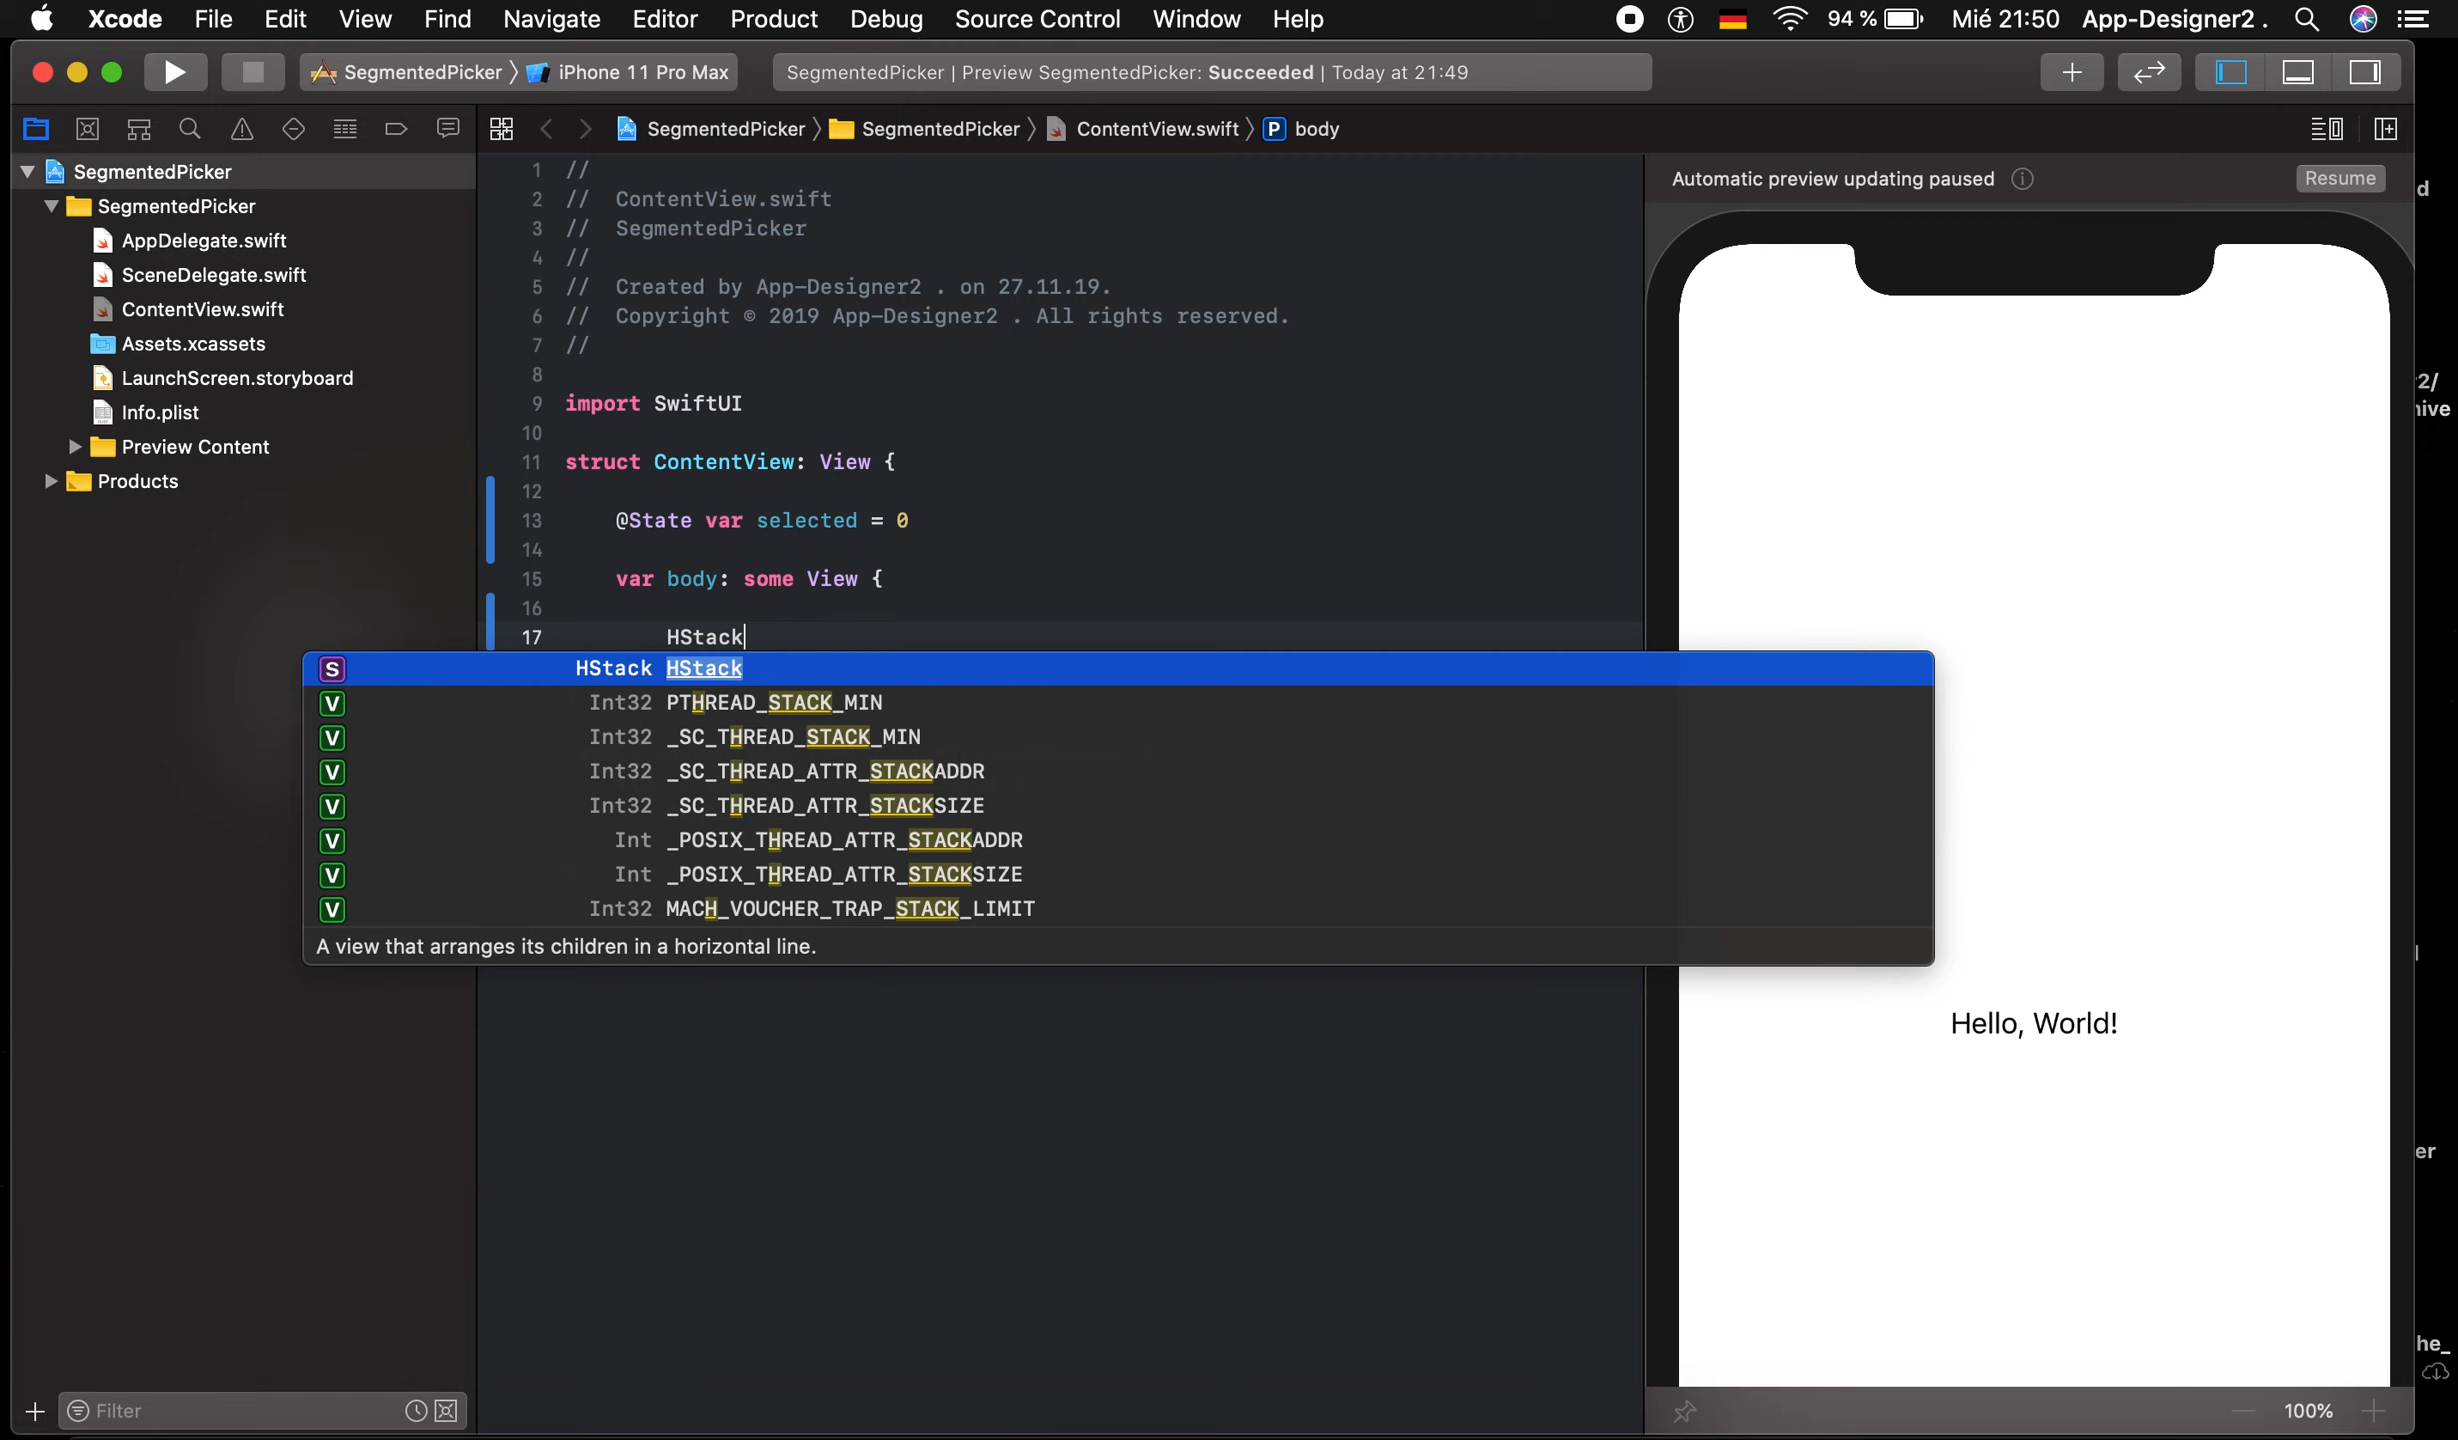 Xcode File Edit View Find Navigate Editor Product Debug Source Control Window Help 94 % Mié 21:50 App-Designer2 .
SegmentedPicker iPhone 11 Pro Max SegmentedPicker | Preview SegmentedPicker: Succeeded | Today at 21:49
SegmentedPicker SegmentedPicker ContentView.swift P body
SegmentedPicker
SegmentedPicker
AppDelegate.swift
SceneDelegate.swift
ContentView.swift
Assets.xcassets
LaunchScreen.storyboard
Info.plist
Preview Content
Products
1 //
2 // ContentView.swift
3 // SegmentedPicker
4 //
5 // Created by App-Designer2 . on 27.11.19.
6 // Copyright © 2019 App-Designer2 . All rights reserved.
7 //
8
9 import SwiftUI
10
11 struct ContentView: View {
12
13 @State var selected = 0
14
15 var body: some View {
16
17 HStack
S HStack HStack
V Int32 PTHREAD_STACK_MIN
V Int32 _SC_THREAD_STACK_MIN
V Int32 _SC_THREAD_ATTR_STACKADDR
V Int32 _SC_THREAD_ATTR_STACKSIZE
V Int _POSIX_THREAD_ATTR_STACKADDR
V Int _POSIX_THREAD_ATTR_STACKSIZE
V Int32 MACH_VOUCHER_TRAP_STACK_LIMIT
A view that arranges its children in a horizontal line.
Automatic preview updating paused Resume
Hello, World!
Filter
100%
d
2/
ive
er
he_